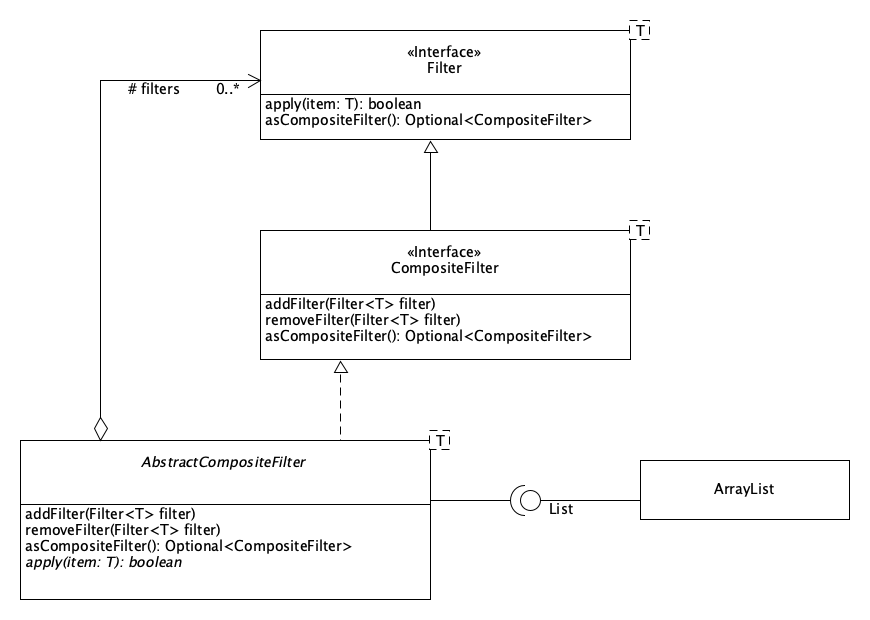 T
«Interface»
Filter
# filters 0..*
apply(item: T): boolean
asCompositeFilter(): Optional<CompositeFilter>
T
«Interface»
CompositeFilter
addFilter(Filter<T> filter)
removeFilter(Filter<T> filter)
asCompositeFilter(): Optional<CompositeFilter>
T
AbstractCompositeFilter
addFilter(Filter<T> filter)
removeFilter(Filter<T> filter)
asCompositeFilter(): Optional<CompositeFilter>
apply(item: T): boolean
List
ArrayList